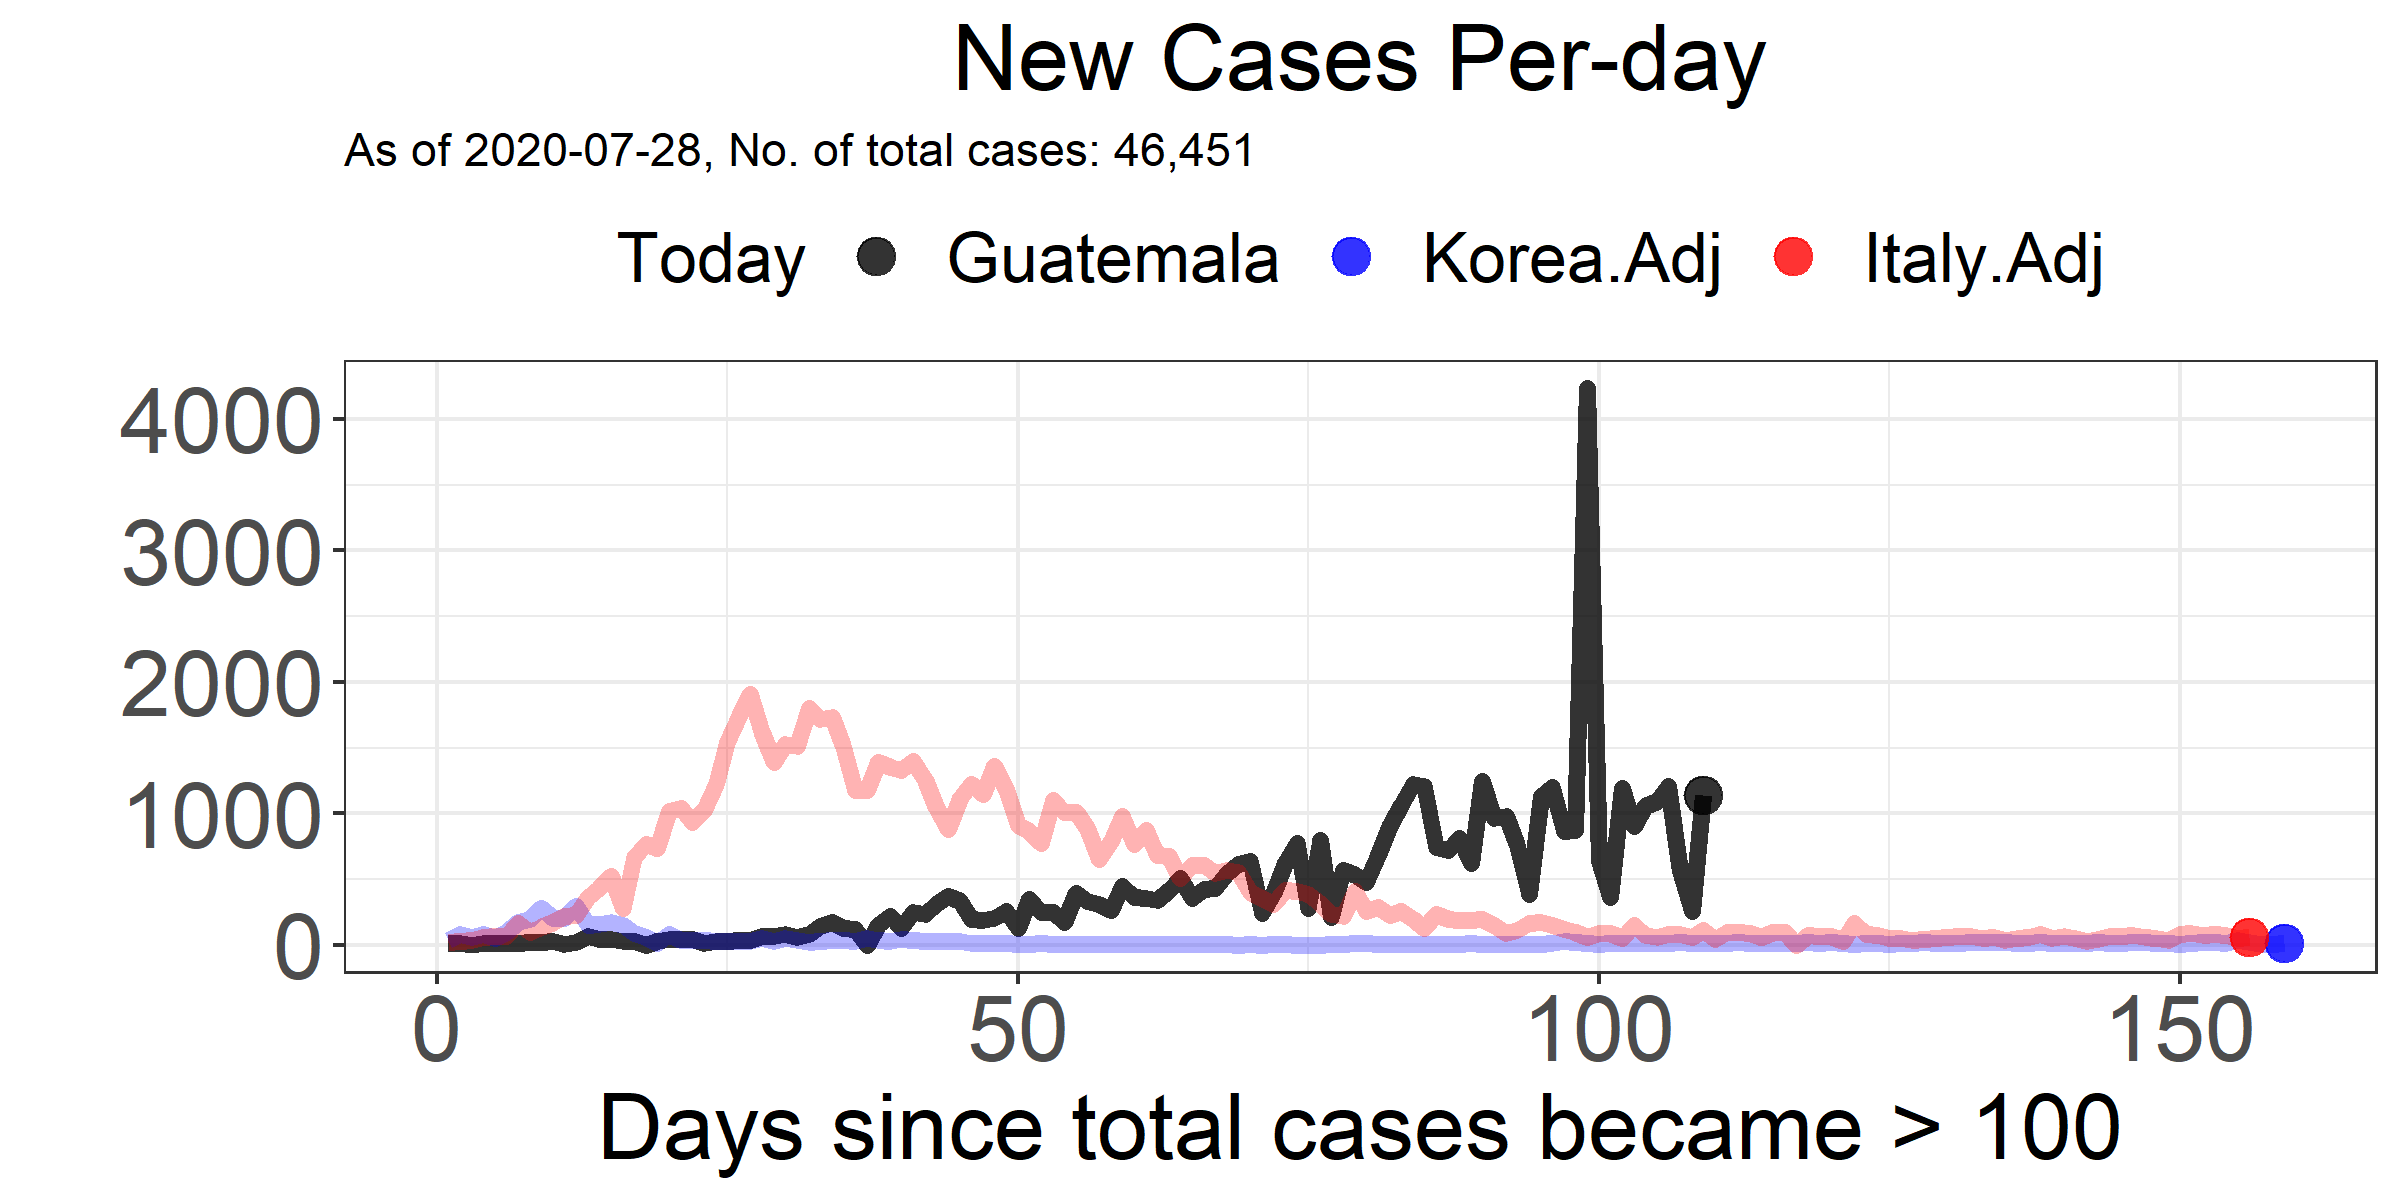 New Cases Per-day
As of 2020-07-28, No. of total cases: 46,451
Today Guatemala Korea.Adj Italy.Adj
4000
3000
2000
1000
0
0 50 100 150
Days since total cases became > 100